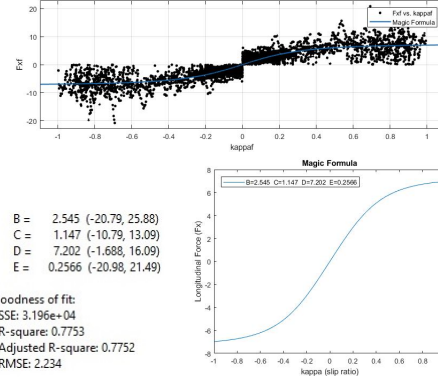 20
10
0
-10
-20
Fxf
Fxf vs. kappaf
Magic Formula
-1 -0.8 -0.6 -0.4 -0.2 0 0.2 0.4 0.6 0.8 1
kappaf
B = 2.545 (-20.79, 25.88)
C = 1.147 (-10.79, 13.09)
D = 7.202 (-1.688, 16.09)
E = 0.2566 (-20.98, 21.49)
oodness of fit:
SSE: 3.196e+04
R-square: 0.7753
Adjusted R-square: 0.7752
RMSE: 2.234
Magic Formula
B=2.545 C=1.147 D=7.202 E=0.2566
8
6
4
2
0
-2
-4
-6
-8
Longitudinal Force (Fx)
-1 -0.8 -0.6 -0.4 -0.2 0 0.2 0.4 0.6 0.8
kappa (slip ratio)